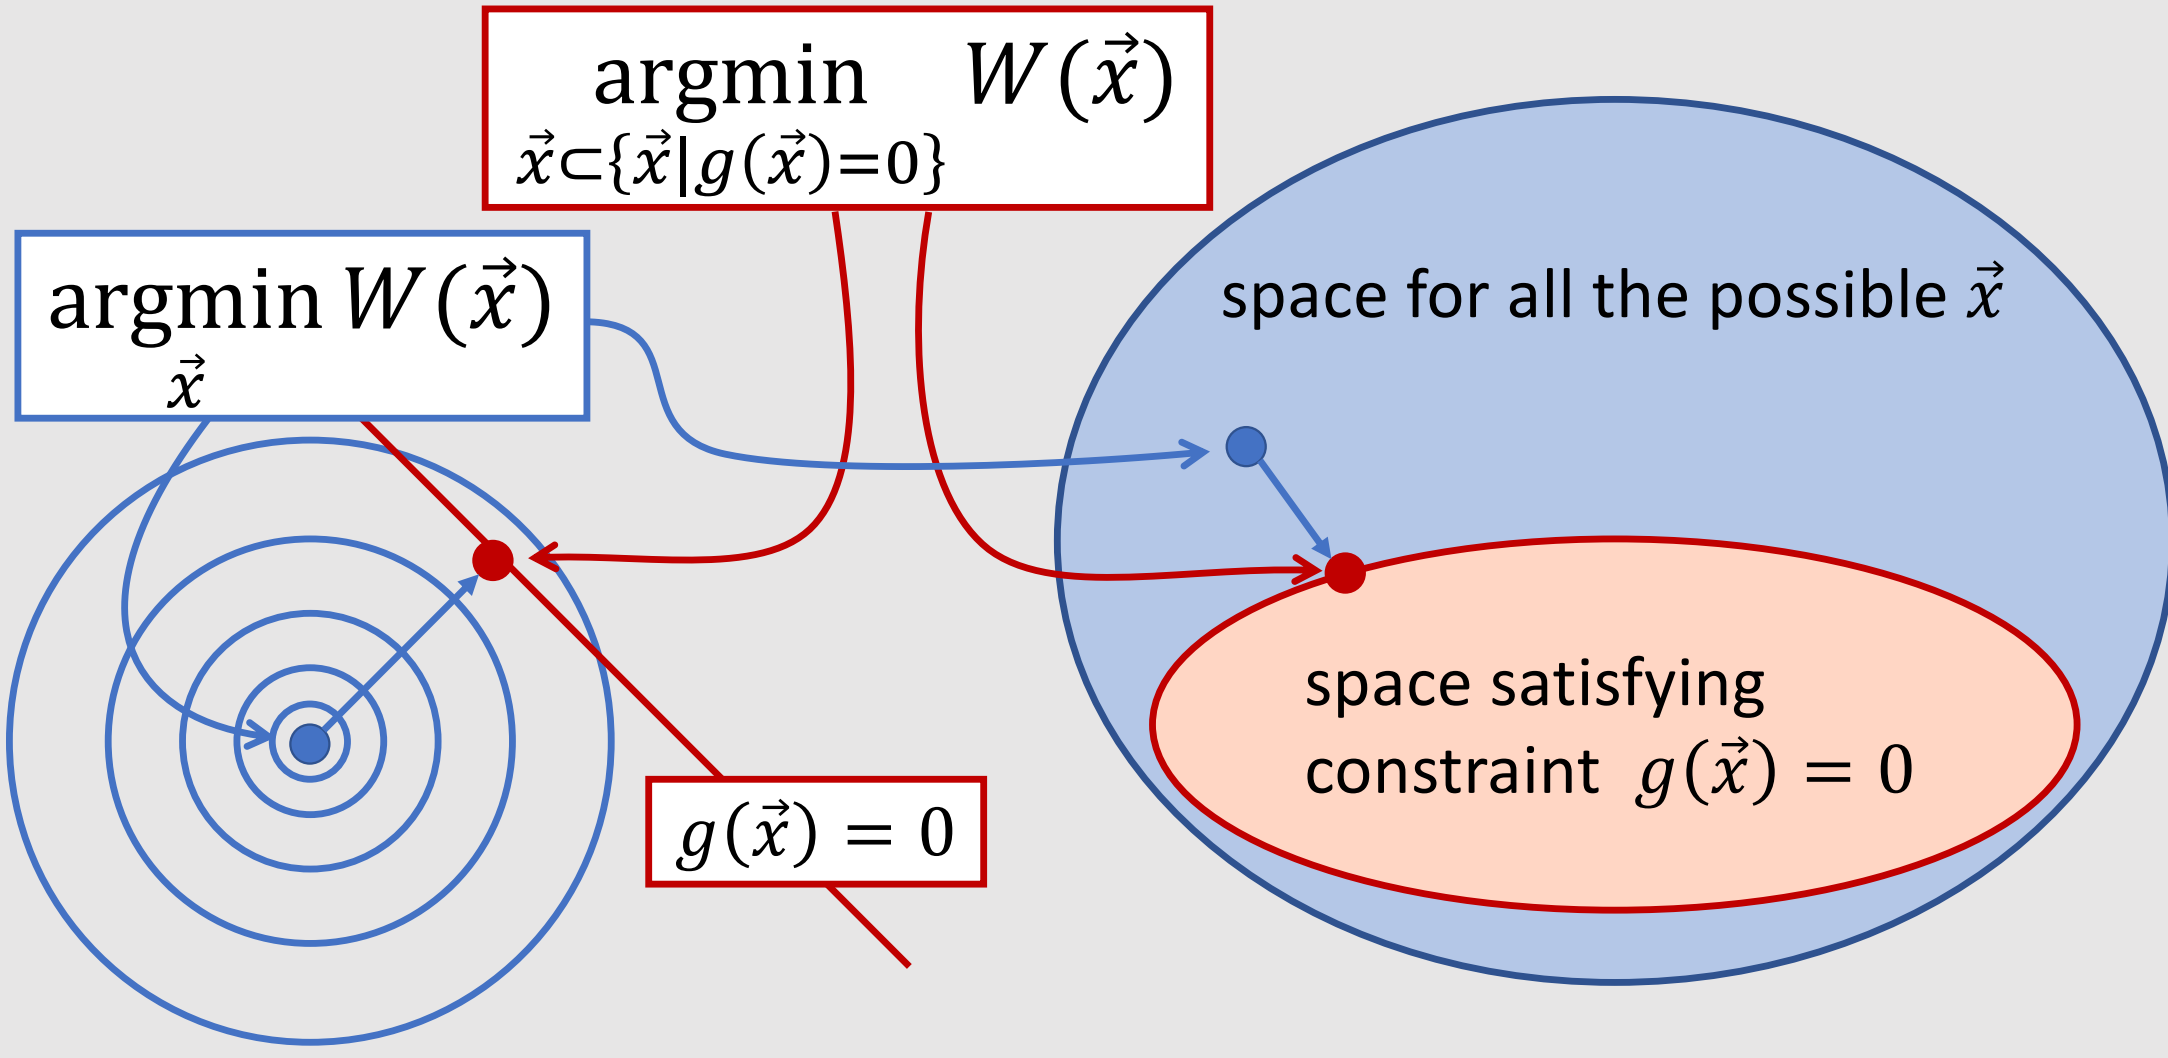 argmin W(x⃗)
x⃗⊂{x⃗|g(x⃗)=0}
argmin W(x⃗)
x⃗
space for all the possible x⃗
space satisfying
constraint g(x⃗) = 0
g(x⃗) = 0